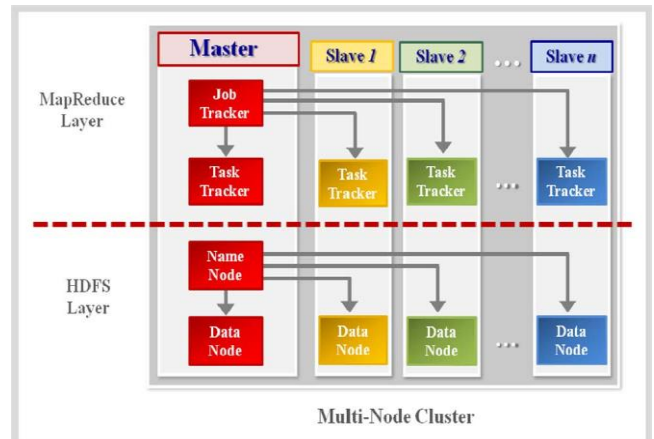 Master
Slave 1
Slave 2
...
Slave n
MapReduce
Layer
Job
Tracker
Task
Tracker
Task
Tracker
Task
Tracker
...
Task
Tracker
HDFS
Layer
Name
Node
Data
Node
Data
Node
Data
Node
...
Data
Node
Multi-Node Cluster